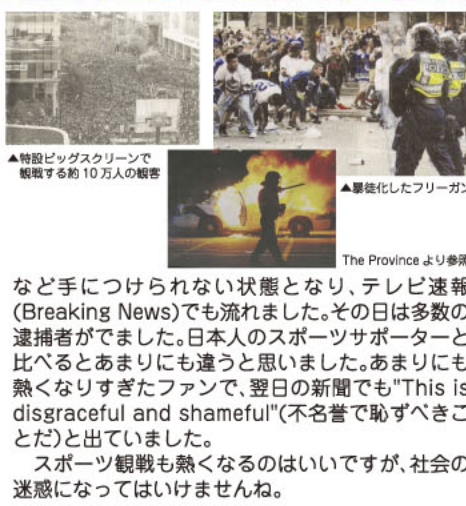 ▲特設ビッグスクリーンで
観戦する約10万人の観客
▲暴徒化したフリーガン
The Province より参照
など手につけられない状態となり、テレビ速報
(Breaking News)でも流れました。その日は多数の
逮捕者がでました。日本人のスポーツサポーターと
比べるとあまりにも違うと思いました。あまりにも
熱くなりすぎたファンで、翌日の新聞でも"This is
disgraceful and shameful"(不名誉で恥ずべきこ
とだ)と出ていました。
　スポーツ観戦も熱くなるのはいいですが、社会の
迷惑になってはいけませんね。